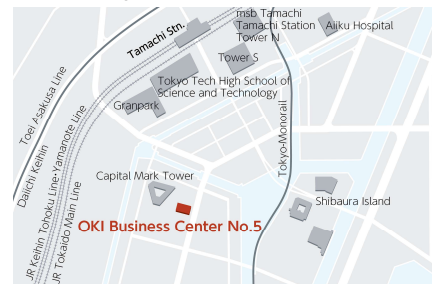 msb Tamachi
Tamachi Station
Tower N
Aiiku Hospital
Tamachi Stn.
Tower S
Tokyo Tech High School of
Science and Technology
Granpark
Toei Asakusa Line
Daiichi Keihin
JR Keihin Tohoku Line·Yamanote Line
JR Tokaido Main Line
Tokyo-Monorail
Capital Mark Tower
Shibaura Island
OKI Business Center No.5